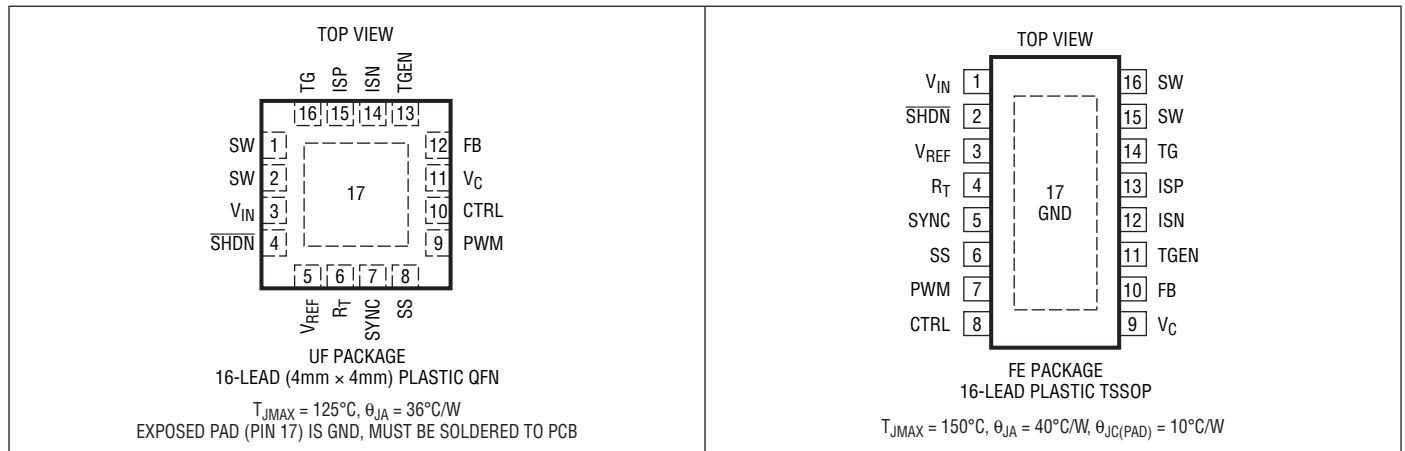 TOP VIEW
TG ISP ISN TGEN
16 15 14 13
SW 1
SW 2
VIN 3
SHDN 4
12 FB
11 VC
10 CTRL
9 PWM
17
5 6 7 8
VREF RT SYNC SS
UF PACKAGE
16-LEAD (4mm × 4mm) PLASTIC QFN
TJMAX = 125°C, θJA = 36°C/W
EXPOSED PAD (PIN 17) IS GND, MUST BE SOLDERED TO PCB
TOP VIEW
VIN 1
SHDN 2
VREF 3
RT 4
SYNC 5
SS 6
PWM 7
CTRL 8
17
GND
16 SW
15 SW
14 TG
13 ISP
12 ISN
11 TGEN
10 FB
9 VC
FE PACKAGE
16-LEAD PLASTIC TSSOP
TJMAX = 150°C, θJA = 40°C/W, θJC(PAD) = 10°C/W